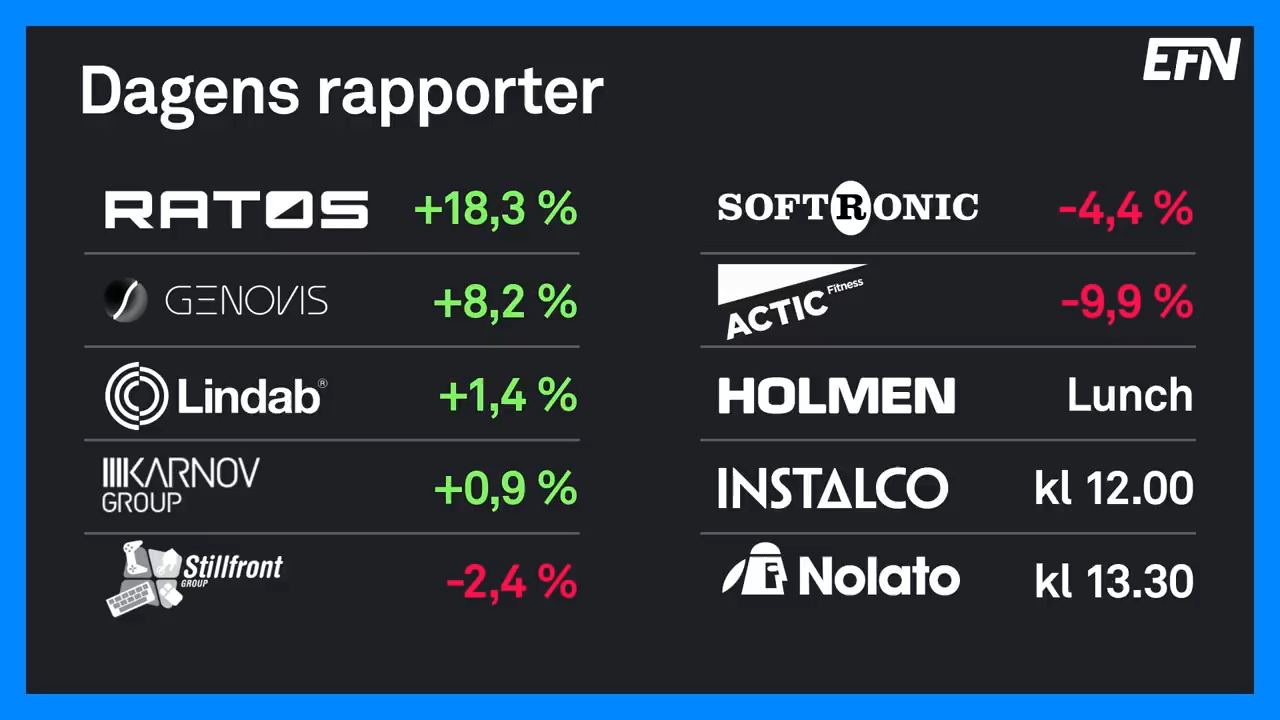 EFN
Dagens rapporter
RATOS +18,3 %
GENOVIS +8,2 %
Lindab® +1,4 %
KARNOV
GROUP +0,9 %
Stillfront
GROUP -2,4 %
SOFTRONIC -4,4 %
ACTIC Fitness -9,9 %
HOLMEN Lunch
INSTALCO kl 12.00
Nolato kl 13.30